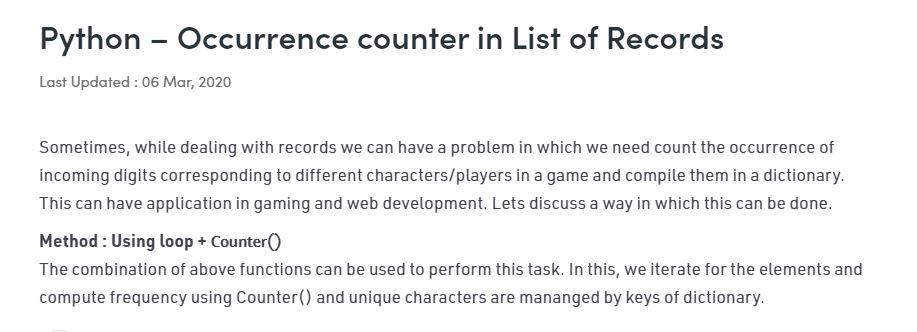 Python – Occurrence counter in List of Records
Last Updated : 06 Mar, 2020
Sometimes, while dealing with records we can have a problem in which we need count the occurrence of
incoming digits corresponding to different characters/players in a game and compile them in a dictionary.
This can have application in gaming and web development. Lets discuss a way in which this can be done.
Method : Using loop + Counter()
The combination of above functions can be used to perform this task. In this, we iterate for the elements and
compute frequency using Counter() and unique characters are mananged by keys of dictionary.